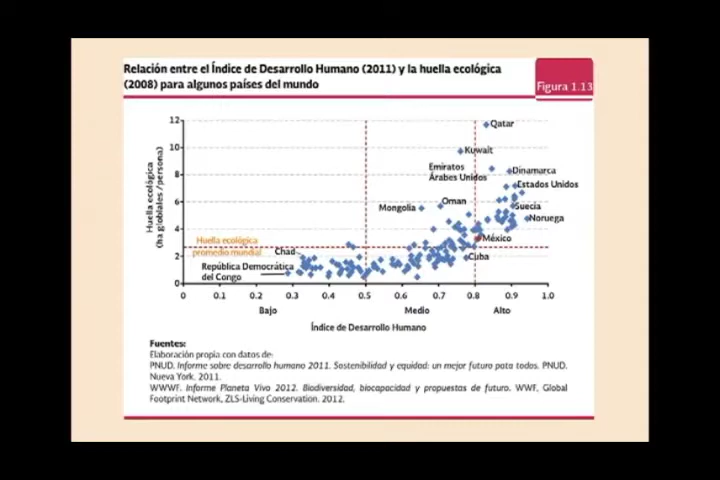 Relación entre el Índice de Desarrollo Humano (2011) y la huella ecológica
(2008) para algunos países del mundo
Figura 1.13
Huella ecológica
(ha globlales /persona)
12
10
8
6
4
2
0
Qatar
Kuwait
Emiratos
Árabes Unidos
Dinamarca
Estados Unidos
Oman
Mongolia
Suecia
Noruega
México
Huella ecológica
promedio mundial
Chad
Cuba
República Democrática
del Congo
0 0.1 0.2 0.3 0.4 0.5 0.6 0.7 0.8 0.9 1.0
Bajo Medio Alto
Índice de Desarrollo Humano
Fuentes:
Elaboración propia con datos de:
PNUD. Informe sobre desarrollo humano 2011. Sostenibilidad y equidad: un mejor futuro pata todos. PNUD.
Nueva York. 2011.
WWWF. Informe Planeta Vivo 2012. Biodiversidad, biocapacidad y propuestas de futuro. WWF, Global
Footprint Network, ZLS-Living Conservation. 2012.